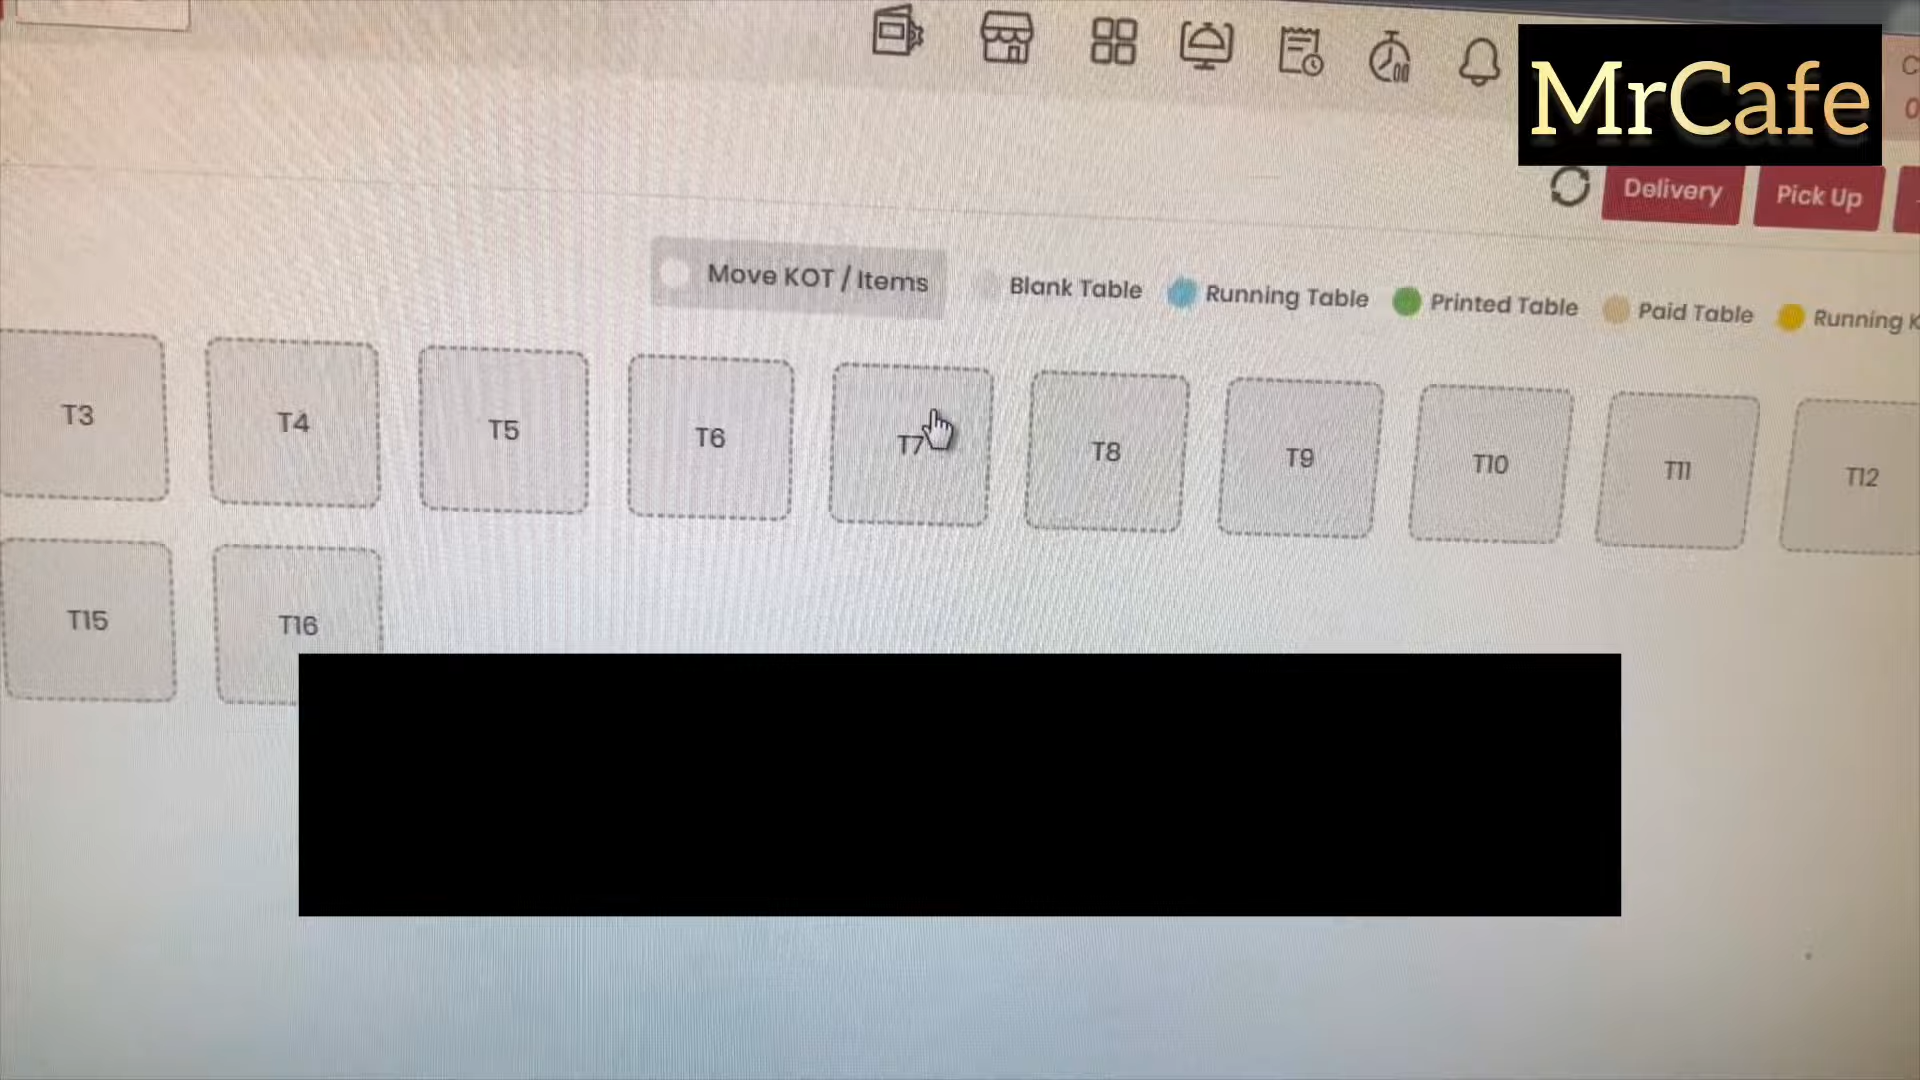 MrCafe
Delivery
Pick Up
Move KOT / Items
Blank Table
Running Table
Printed Table
Paid Table
Running
T3
T4
T5
T6
T7
T8
T9
T10
T11
T12
T15
T16